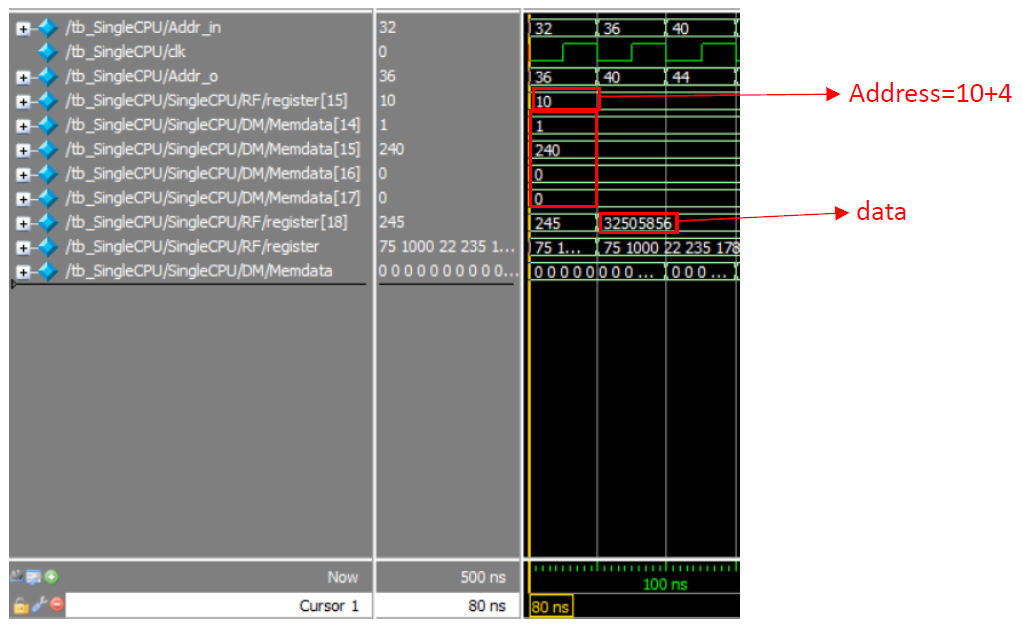 /tb_SingleCPU/Addr_in 32 32 36 40
/tb_SingleCPU/clk 0
/tb_SingleCPU/Addr_o 36 36 40 44
/tb_SingleCPU/SingleCPU/RF/register[15] 10 10 Address=10+4
/tb_SingleCPU/SingleCPU/DM/Memdata[14] 1 1
/tb_SingleCPU/SingleCPU/DM/Memdata[15] 240 240
/tb_SingleCPU/SingleCPU/DM/Memdata[16] 0 0
/tb_SingleCPU/SingleCPU/DM/Memdata[17] 0 0
/tb_SingleCPU/SingleCPU/RF/register[18] 245 245 32505856 data
/tb_SingleCPU/SingleCPU/RF/register 75 1000 22 235 1... 75 1... 75 1000 22 235 178
/tb_SingleCPU/SingleCPU/DM/Memdata 0 0 0 0 0 0 0 0 0 0... 0 0 0 0 0 0 0 0 ... 0 0 0 ...
Now 500 ns 100 ns
Cursor 1 80 ns 80 ns